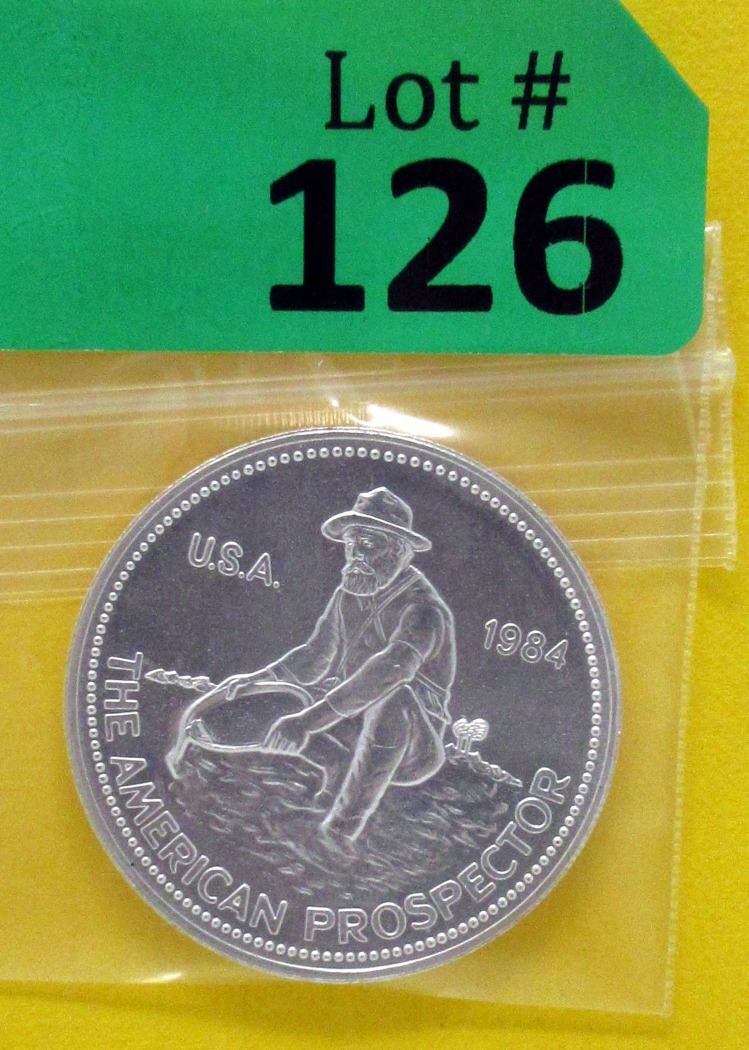 Lot #
126
U.S.A.
1984
THE AMERICAN PROSPECTOR